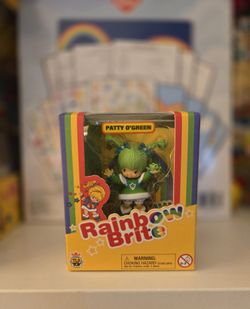 PATTY O'GREEN
Rainbow
Brite
WARNING:
CHOKING HAZARD